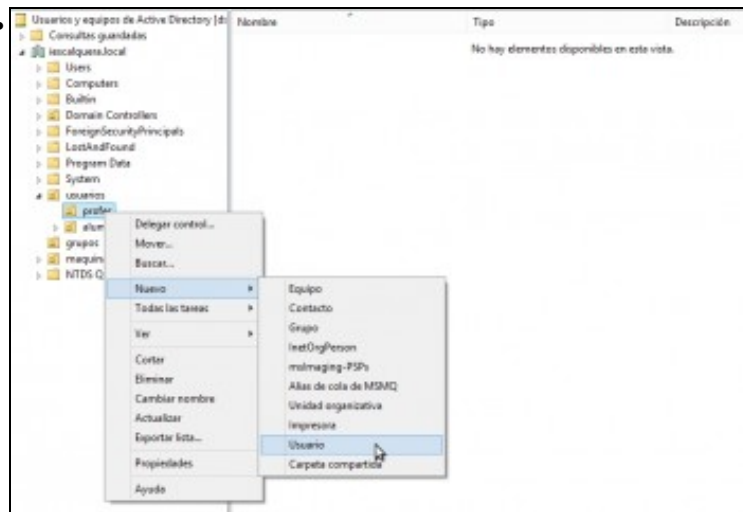 Usuarios y equipos de Active Directory [ds
Consultas guardadas
iescalquera.local
Users
Computers
Builtin
Domain Controllers
ForeignSecurityPrincipals
LostAndFound
Program Data
System
usuarios
profes
alum
grupos
maquin
NTDS Q
Nombre
Tipo
Descripción
No hay elementos disponibles en esta vista.
Delegar control...
Mover...
Buscar...
Nuevo
Todas las tareas
Ver
Cortar
Eliminar
Cambiar nombre
Actualizar
Exportar lista...
Propiedades
Ayuda
Equipo
Contacto
Grupo
InetOrgPerson
msImaging-PSPs
Alias de cola de MSMQ
Unidad organizativa
Impresora
Usuario
Carpeta compartida